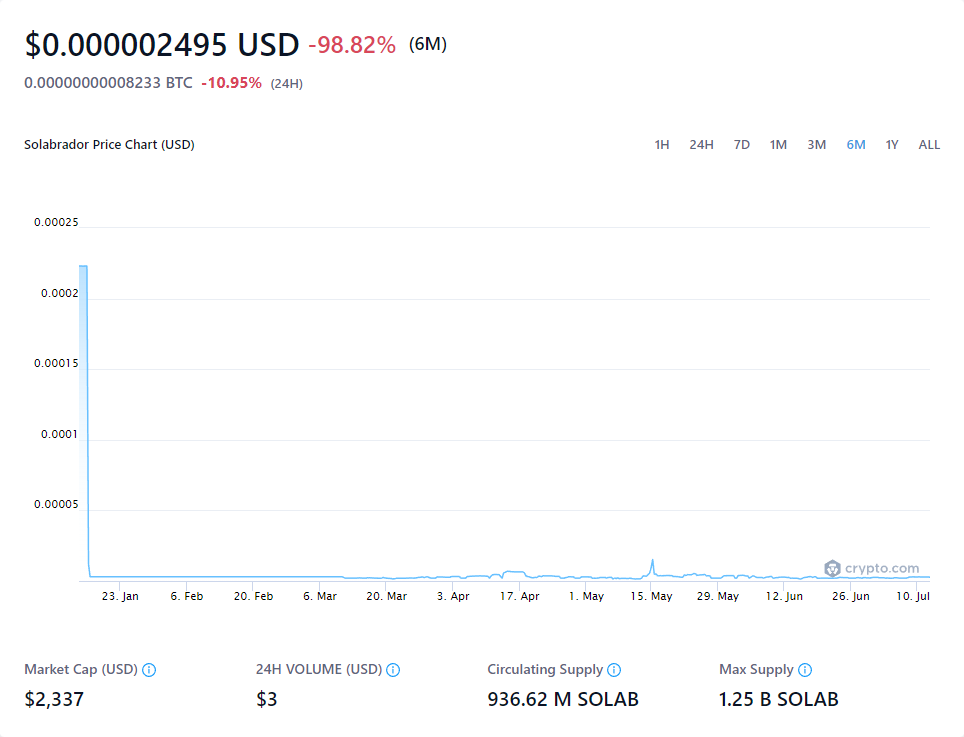 $0.000002495 USD -98.82% (6M)
0.00000000008233 BTC -10.95% (24H)
Solabrador Price Chart (USD) 1H 24H 7D 1M 3M 6M 1Y ALL
0.00025
0.0002
0.00015
0.0001
0.00005
crypto.com
23. Jan 6. Feb 20. Feb 6. Mar 20. Mar 3. Apr 17. Apr 1. May 15. May 29. May 12. Jun 26. Jun 10. Jul
Market Cap (USD) 24H VOLUME (USD) Circulating Supply Max Supply
$2,337 $3 936.62 M SOLAB 1.25 B SOLAB